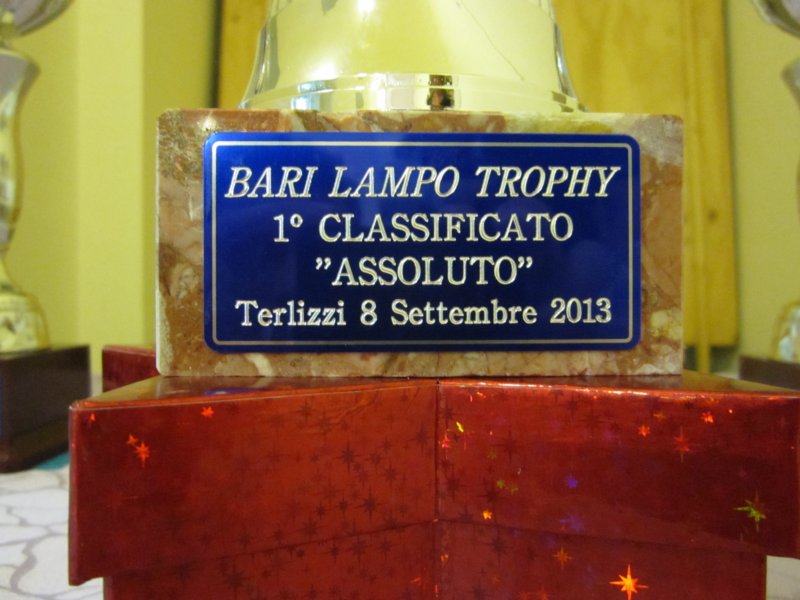 BARI LAMPO TROPHY
1° CLASSIFICATO
"ASSOLUTO"
Terlizzi 8 Settembre 2013